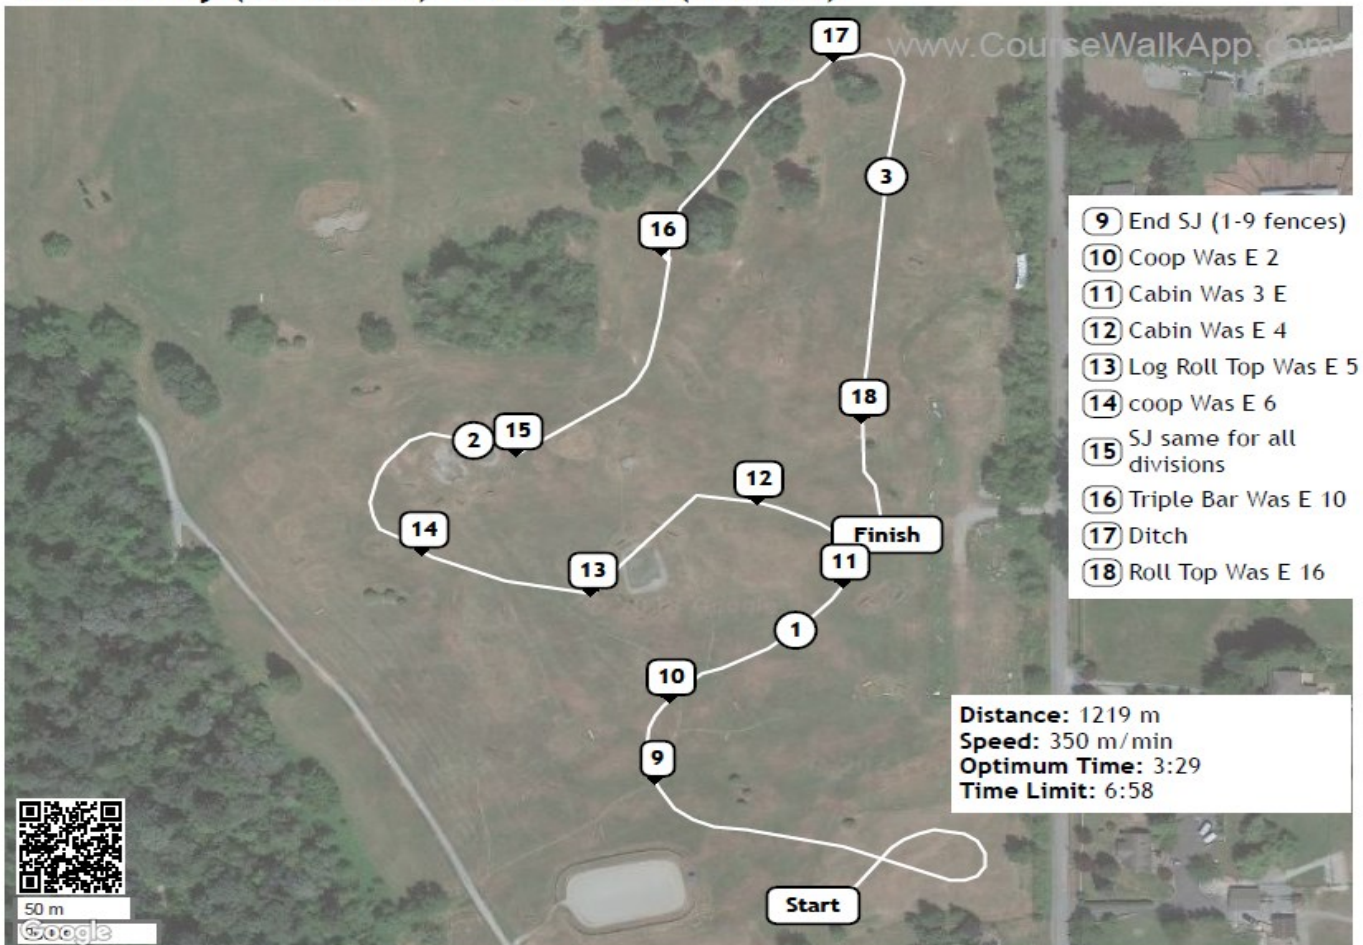 www.CourseWalkApp.com
17
3
16
18
2
15
12
14
Finish
11
13
1
10
9
Start
9 End SJ (1-9 fences)
10 Coop Was E 2
11 Cabin Was 3 E
12 Cabin Was E 4
13 Log Roll Top Was E 5
14 coop Was E 6
15 SJ same for all
divisions
16 Triple Bar Was E 10
17 Ditch
18 Roll Top Was E 16
Distance: 1219 m
Speed: 350 m/min
Optimum Time: 3:29
Time Limit: 6:58
50 m
Google